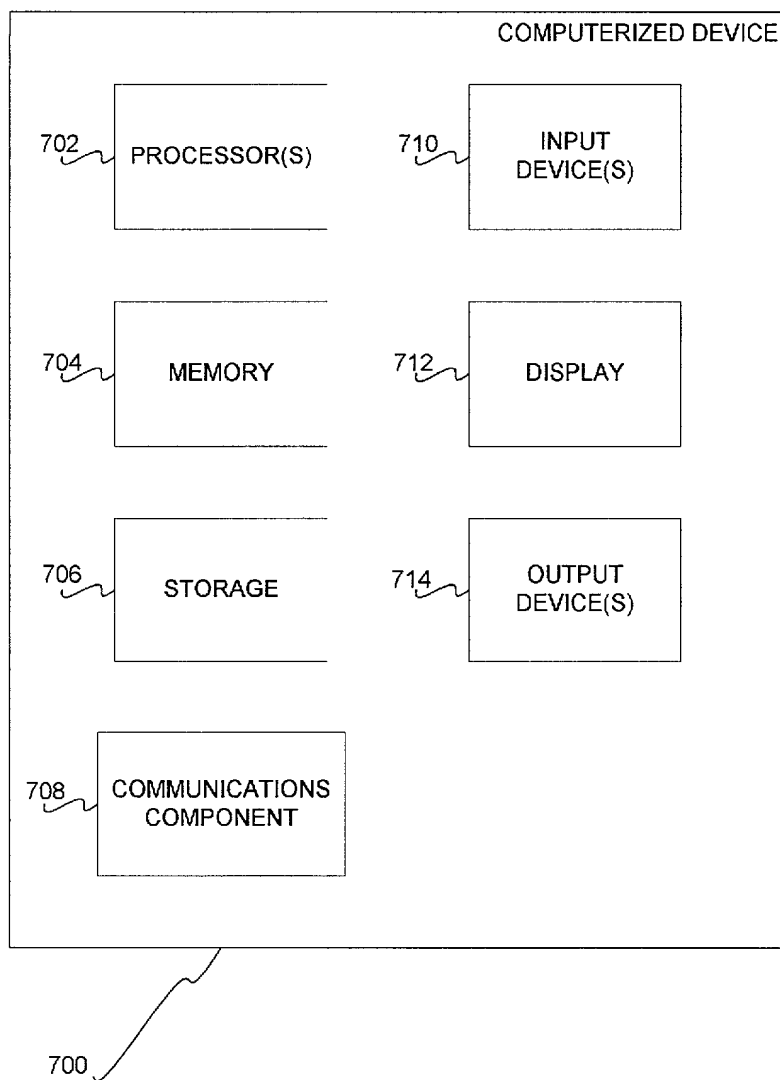 COMPUTERIZED DEVICE
702
PROCESSOR(S)
710
INPUT
DEVICE(S)
704
MEMORY
712
DISPLAY
706
STORAGE
714
OUTPUT
DEVICE(S)
708
COMMUNICATIONS
COMPONENT
700